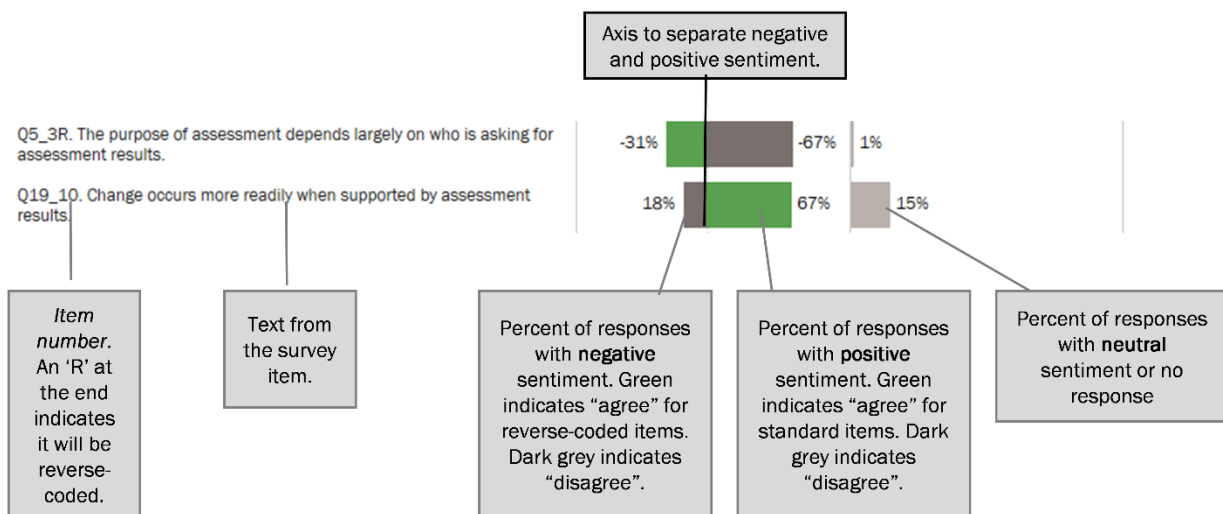 Axis to separate negative
and positive sentiment.
Q5_3R. The purpose of assessment depends largely on who is asking for
assessment results.
-31%
-67%
1%
Q19_10. Change occurs more readily when supported by assessment
results.
18%
67%
15%
Item
number.
An ‘R’ at
the end
indicates
it will be
reverse-
coded.
Text from
the survey
item.
Percent of responses
with negative
sentiment. Green
indicates “agree” for
reverse-coded items.
Dark grey indicates
“disagree”.
Percent of responses
with positive
sentiment. Green
indicates “agree” for
standard items. Dark
grey indicates
“disagree”.
Percent of responses
with neutral
sentiment or no
response